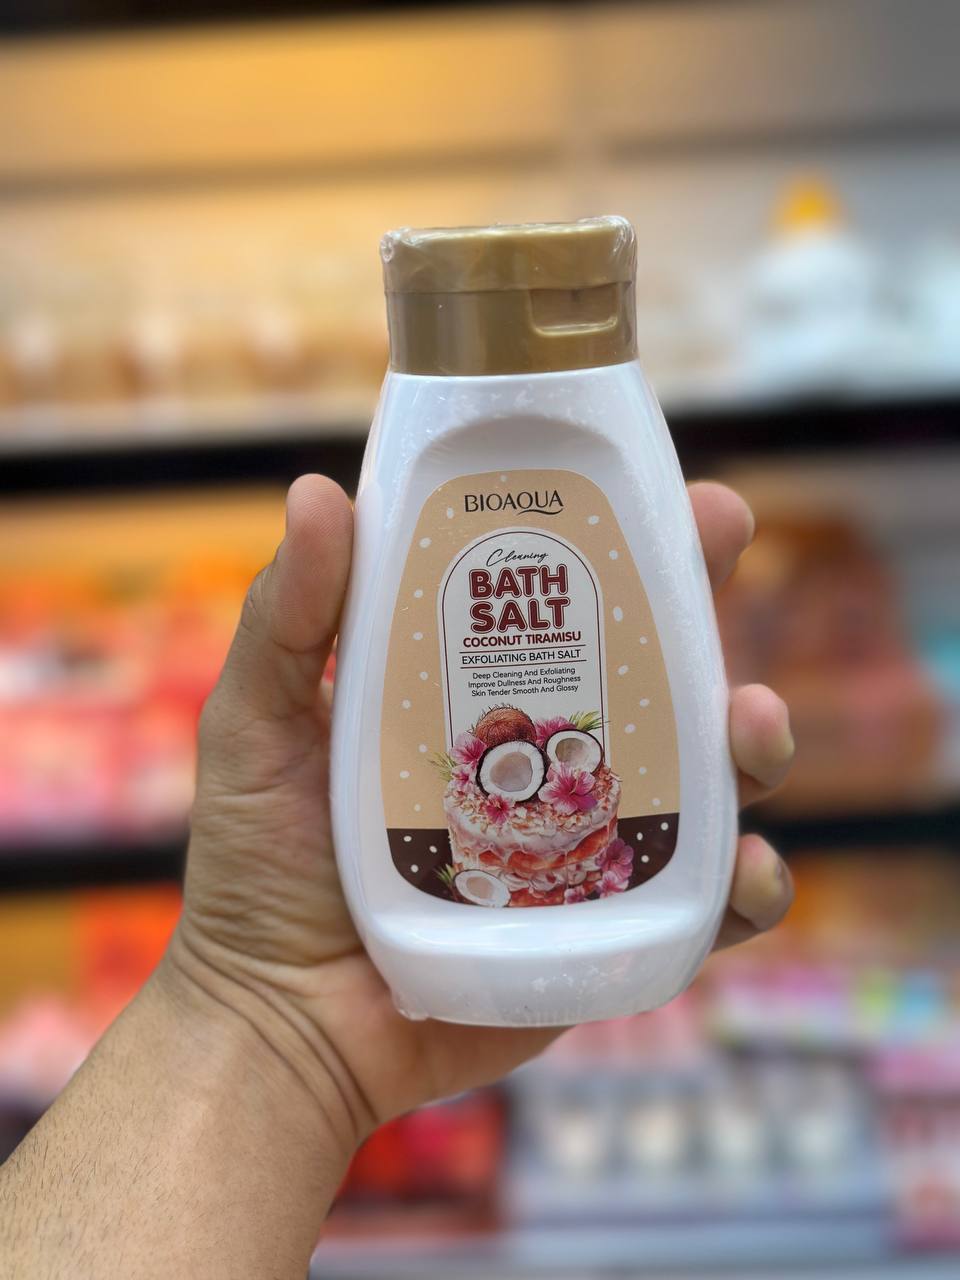 BIOAQUA
Cleaning
BATH
SALT
COCONUT TIRAMISU
EXFOLIATING BATH SALT
Deep Cleaning And Exfoliating
Improve Dullness And Roughness
Skin Tender Smooth And Glossy